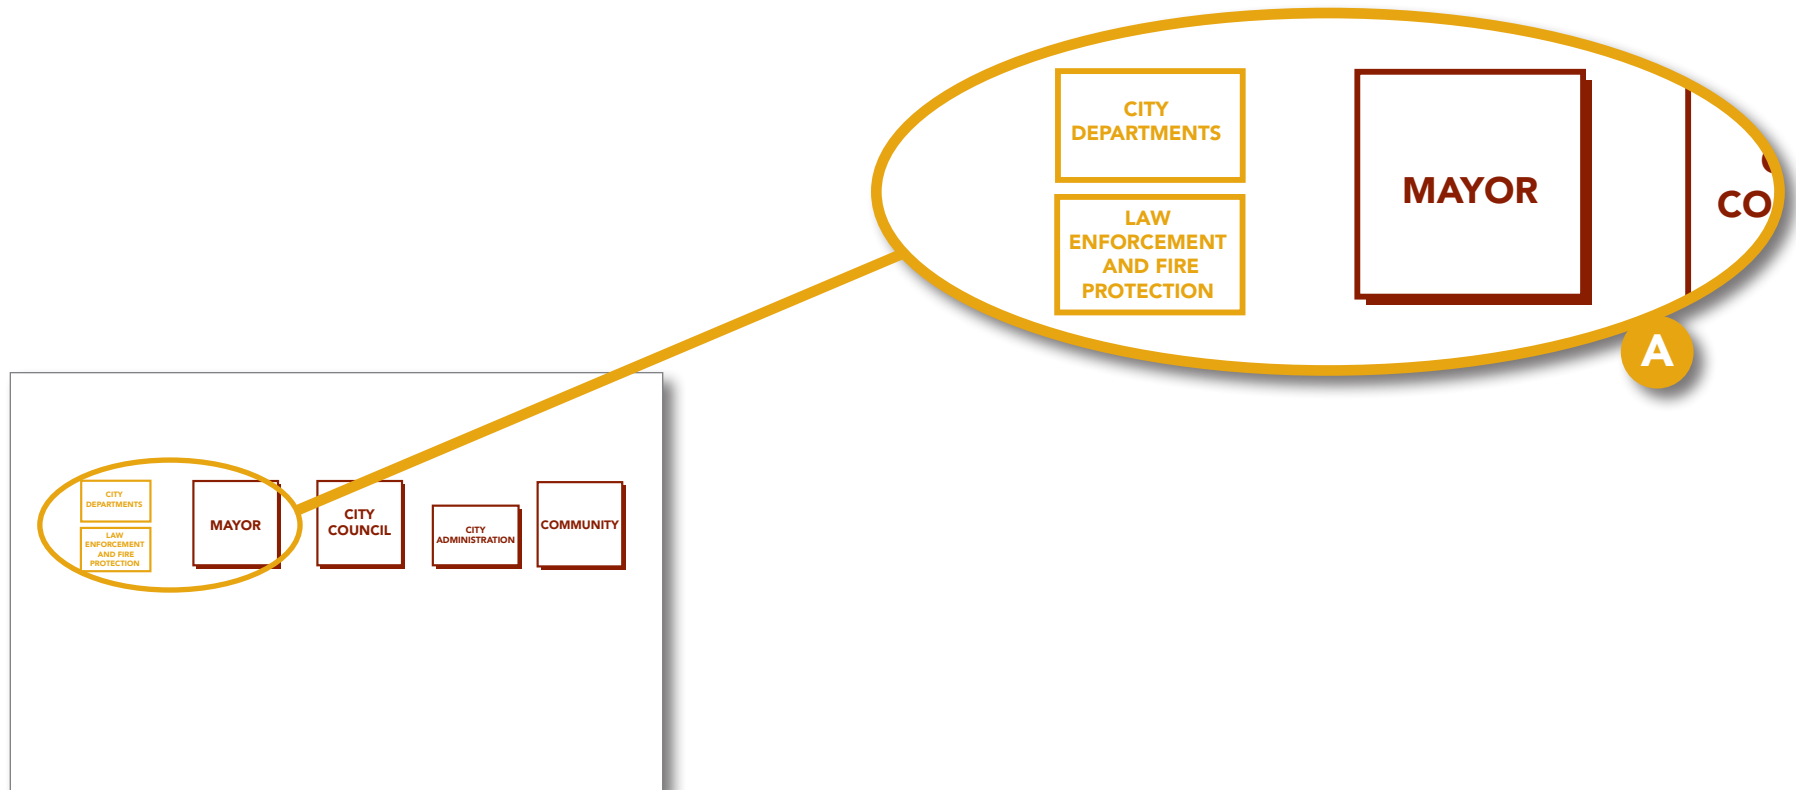 CITY
DEPARTMENTS
LAW
ENFORCEMENT
AND FIRE
PROTECTION
MAYOR
CO
A
CITY
DEPARTMENTS
LAW
ENFORCEMENT
AND FIRE
PROTECTION
MAYOR
CITY
COUNCIL
CITY
ADMINISTRATION
COMMUNITY